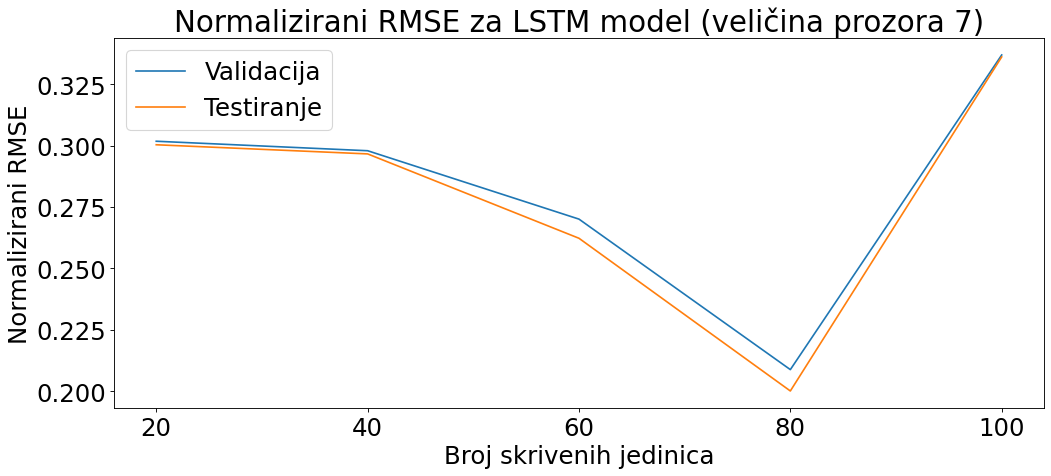 Normalizirani RMSE za LSTM model (veličina prozora 7)
Validacija
Testiranje
Normalizirani RMSE
0.325
0.300
0.275
0.250
0.225
0.200
20 40 60 80 100
Broj skrivenih jedinica